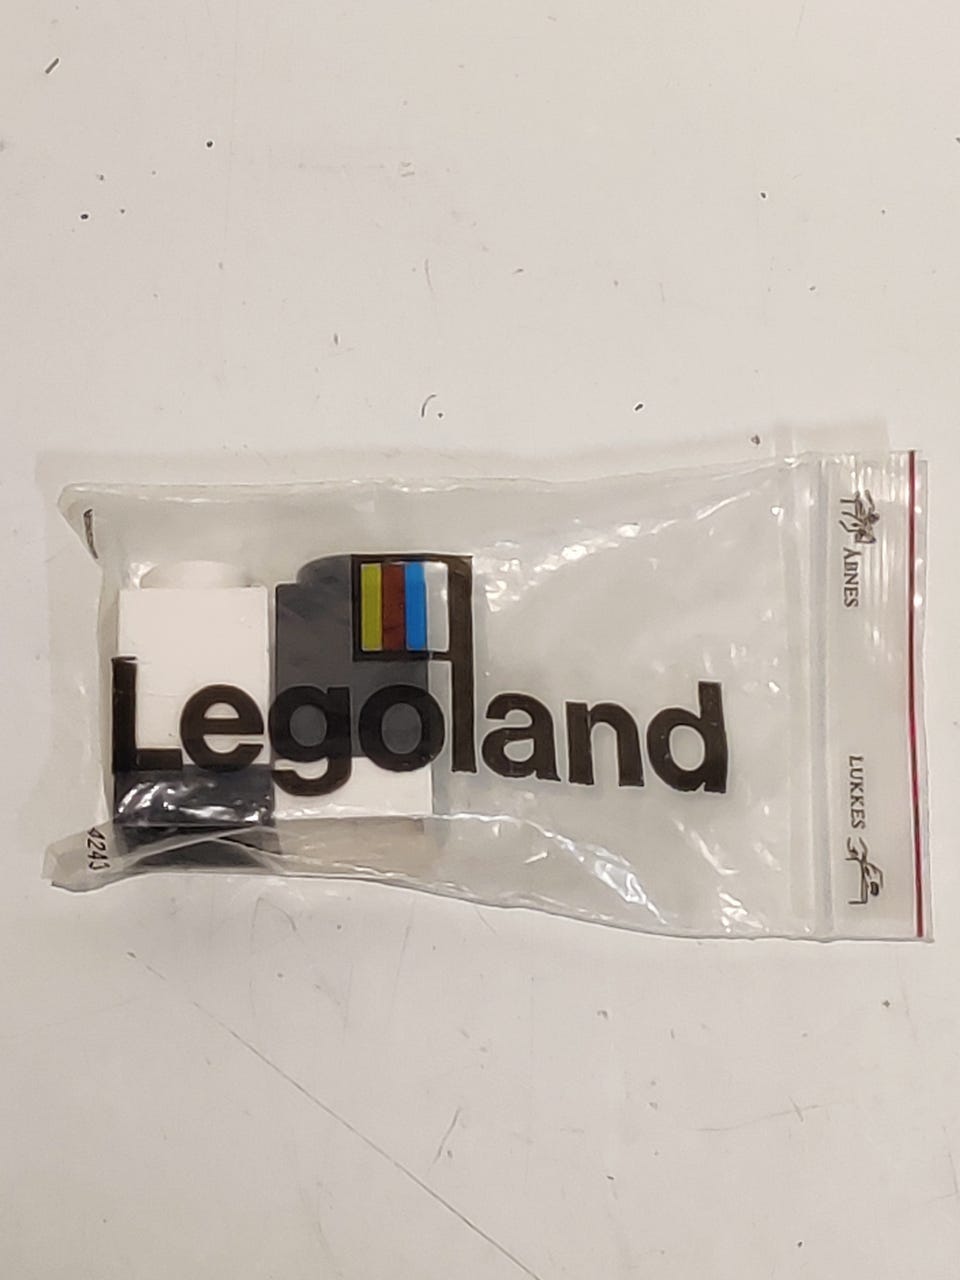 Legoland
ÅBNES
LUKKES
4243